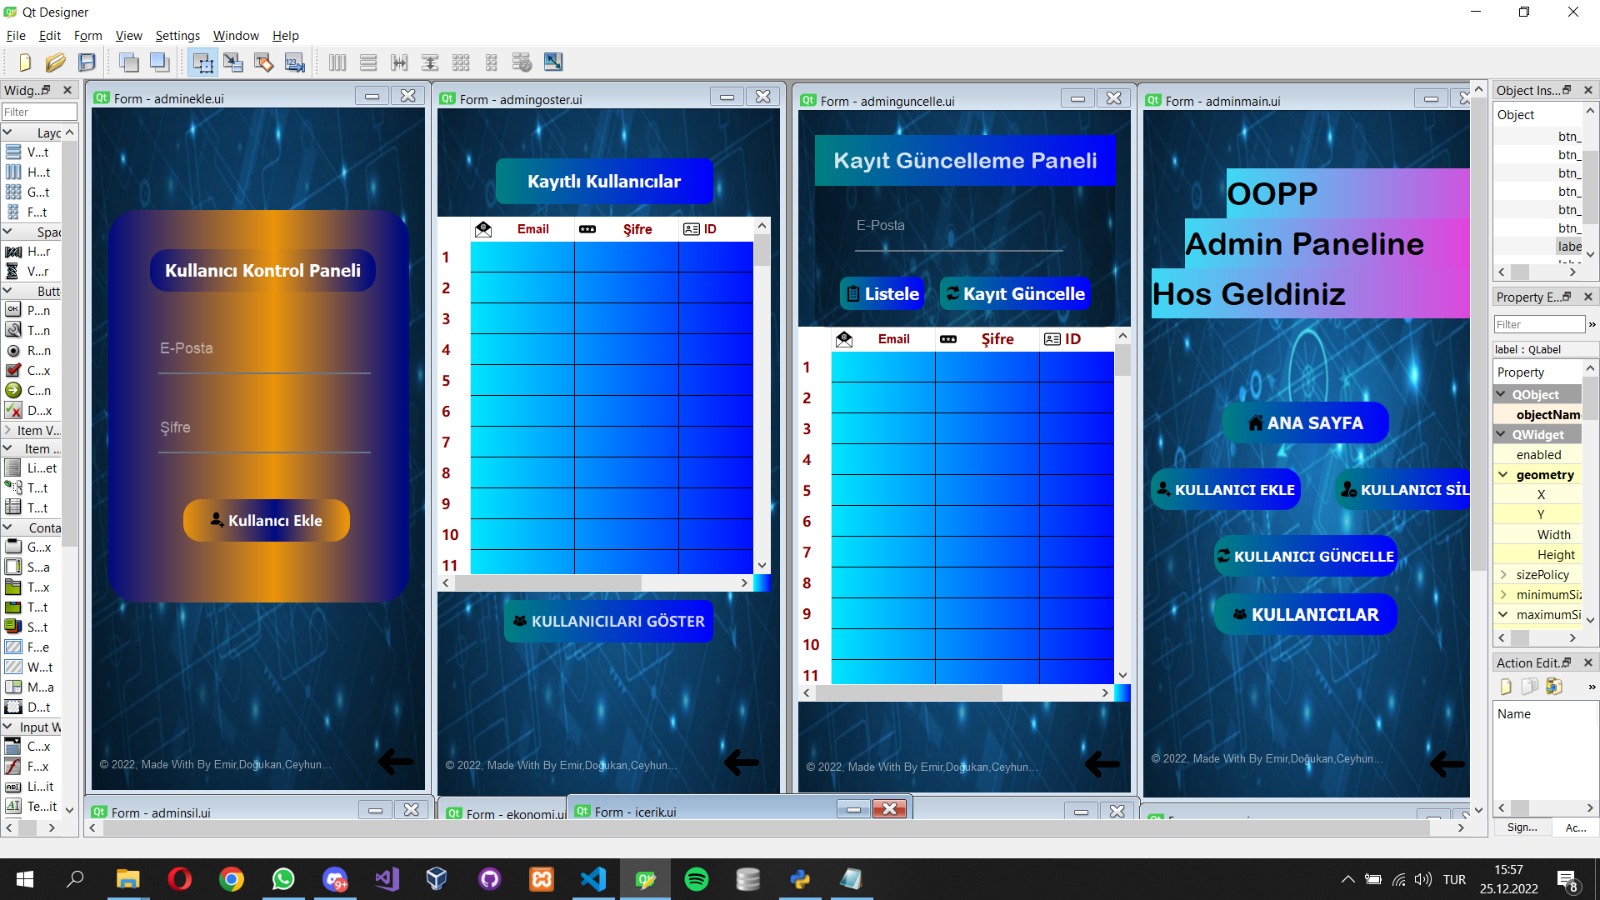 Qt Designer
File Edit Form View Settings Window Help
Widg...
Filter
Layc
V...t
H...t
G...t
F...t
Spac
H...r
V...r
Butt
P...n
T...n
R...n
C...x
C...n
D...x
Item V...
Item ...
Li...et
T...t
T...t
Conta
G...x
S...a
T...x
T...t
S...t
F...e
W...t
M...a
D...t
Input W
C...x
F...x
Li...it
Te...it
Form - adminekle.ui
Kullanıcı Kontrol Paneli
E-Posta
Şifre
Kullanıcı Ekle
© 2022, Made With By Emir,Doğukan,Ceyhun...
Form - admingoster.ui
Kayıtlı Kullanıcılar
Email Şifre ID
1
2
3
4
5
6
7
8
9
10
11
KULLANICILARI GÖSTER
© 2022, Made With By Emir,Doğukan,Ceyhun...
Form - adminguncelle.ui
Kayıt Güncelleme Paneli
E-Posta
Listele Kayıt Güncelle
Email Şifre ID
1
2
3
4
5
6
7
8
9
10
11
© 2022, Made With By Emir,Doğukan,Ceyhun...
Form - adminmain.ui
OOPP
Admin Paneline
Hos Geldiniz
ANA SAYFA
KULLANICI EKLE KULLANICI SİL
KULLANICI GÜNCELLE
KULLANICILAR
© 2022, Made With By Emir,Doğukan,Ceyhun...
Form - adminsil.ui
Form - ekonomi.ui
Form - icerik.ui
Object Ins...
Object
btn_
btn_
btn_
btn_
btn_
btn_
labe
Property E...
Filter
label : QLabel
Property
QObject
objectNam
QWidget
enabled
geometry
X
Y
Width
Height
sizePolicy
minimumSiz
maximumSi
Action Edit...
Name
Sign... Ac...
9+
TUR
15:57
25.12.2022
8